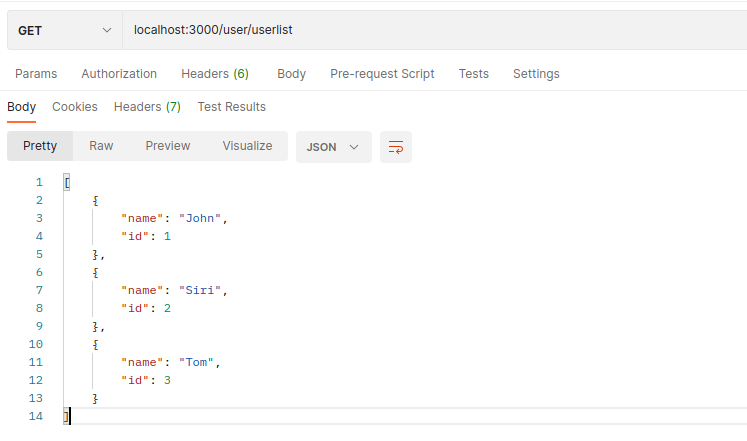 GET localhost:3000/user/userlist
Params Authorization Headers (6) Body Pre-request Script Tests Settings
Body Cookies Headers (7) Test Results
Pretty Raw Preview Visualize JSON
1 [
2 {
3 "name": "John",
4 "id": 1
5 },
6 {
7 "name": "Siri",
8 "id": 2
9 },
10 {
11 "name": "Tom",
12 "id": 3
13 }
14 ]